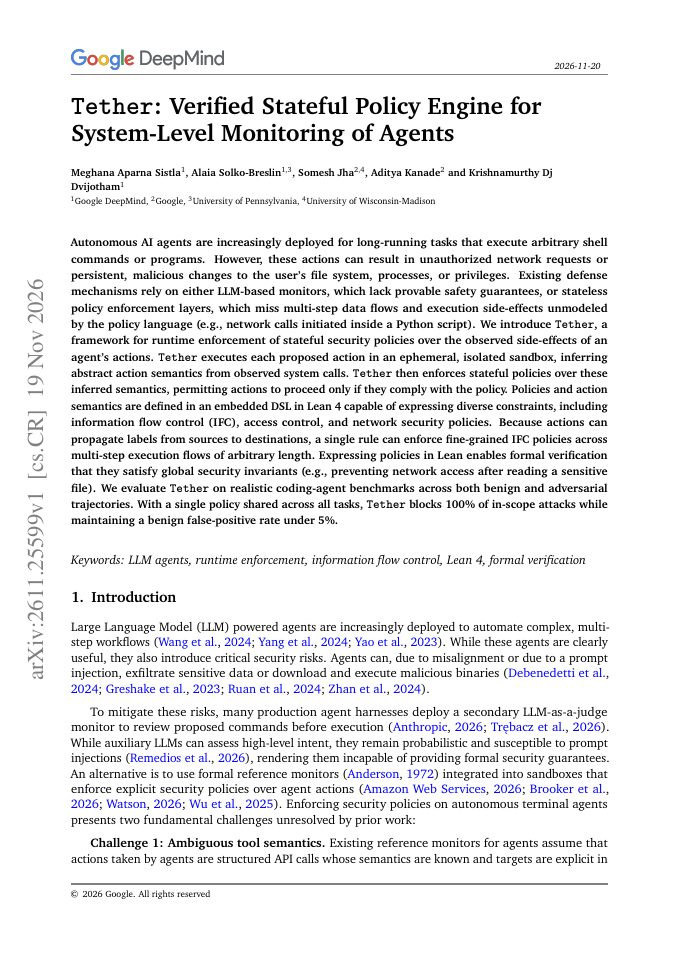 Google DeepMind
2026-11-20
Tether: Verified Stateful Policy Engine for
System-Level Monitoring of Agents
Meghana Aparna Sistla1, Alaia Solko-Breslin1,3, Somesh Jha2,4, Aditya Kanade2 and Krishnamurthy Dj
Dvijotham1
1Google DeepMind, 2Google, 3University of Pennsylvania, 4University of Wisconsin-Madison
Autonomous AI agents are increasingly deployed for long-running tasks that execute arbitrary shell
commands or programs. However, these actions can result in unauthorized network requests or
persistent, malicious changes to the user's file system, processes, or privileges. Existing defense
mechanisms rely on either LLM-based monitors, which lack provable safety guarantees, or stateless
policy enforcement layers, which miss multi-step data flows and execution side-effects unmodeled
by the policy language (e.g., network calls initiated inside a Python script). We introduce Tether, a
framework for runtime enforcement of stateful security policies over the observed side-effects of an
agent's actions. Tether executes each proposed action in an ephemeral, isolated sandbox, inferring
abstract action semantics from observed system calls. Tether then enforces stateful policies over these
inferred semantics, permitting actions to proceed only if they comply with the policy. Policies and action
semantics are defined in an embedded DSL in Lean 4 capable of expressing diverse constraints, including
information flow control (IFC), access control, and network security policies. Because actions can
propagate labels from sources to destinations, a single rule can enforce fine-grained IFC policies across
multi-step execution flows of arbitrary length. Expressing policies in Lean enables formal verification
that they satisfy global security invariants (e.g., preventing network access after reading a sensitive
file). We evaluate Tether on realistic coding-agent benchmarks across both benign and adversarial
trajectories. With a single policy shared across all tasks, Tether blocks 100% of in-scope attacks while
maintaining a benign false-positive rate under 5%.
Keywords: LLM agents, runtime enforcement, information flow control, Lean 4, formal verification
1. Introduction
Large Language Model (LLM) powered agents are increasingly deployed to automate complex, multi-
step workflows (Wang et al., 2024; Yang et al., 2024; Yao et al., 2023). While these agents are clearly
useful, they also introduce critical security risks. Agents can, due to misalignment or due to a prompt
injection, exfiltrate sensitive data or download and execute malicious binaries (Debenedetti et al.,
2024; Greshake et al., 2023; Ruan et al., 2024; Zhan et al., 2024).
To mitigate these risks, many production agent harnesses deploy a secondary LLM-as-a-judge
monitor to review proposed commands before execution (Anthropic, 2026; Trębacz et al., 2026).
While auxiliary LLMs can assess high-level intent, they remain probabilistic and susceptible to prompt
injections (Remedios et al., 2026), rendering them incapable of providing formal security guarantees.
An alternative is to use formal reference monitors (Anderson, 1972) integrated into sandboxes that
enforce explicit security policies over agent actions (Amazon Web Services, 2026; Brooker et al.,
2026; Watson, 2026; Wu et al., 2025). Enforcing security policies on autonomous terminal agents
presents two fundamental challenges unresolved by prior work:
Challenge 1: Ambiguous tool semantics. Existing reference monitors for agents assume that
actions taken by agents are structured API calls whose semantics are known and targets are explicit in
© 2026 Google. All rights reserved
arXiv:2611.25599v1 [cs.CR] 19 Nov 2026